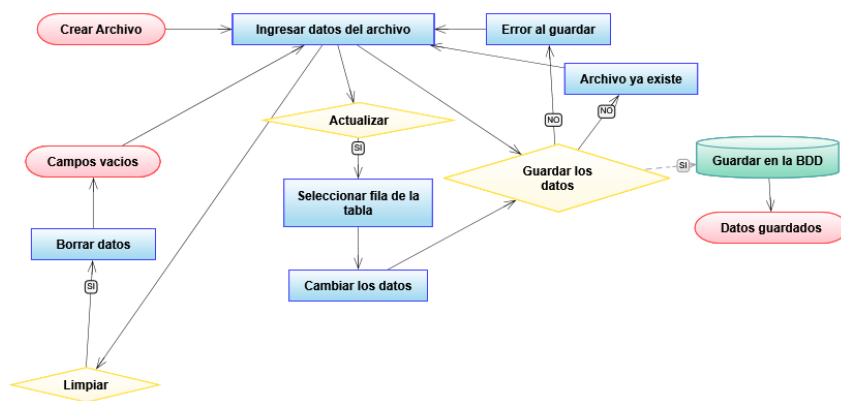 Crear Archivo
Ingresar datos del archivo
Error al guardar
Archivo ya existe
NO
NO
Actualizar
SI
Campos vacios
Guardar los
datos
SI
Guardar en la BDD
Seleccionar fila de la
tabla
Datos guardados
Borrar datos
Cambiar los datos
SI
Limpiar